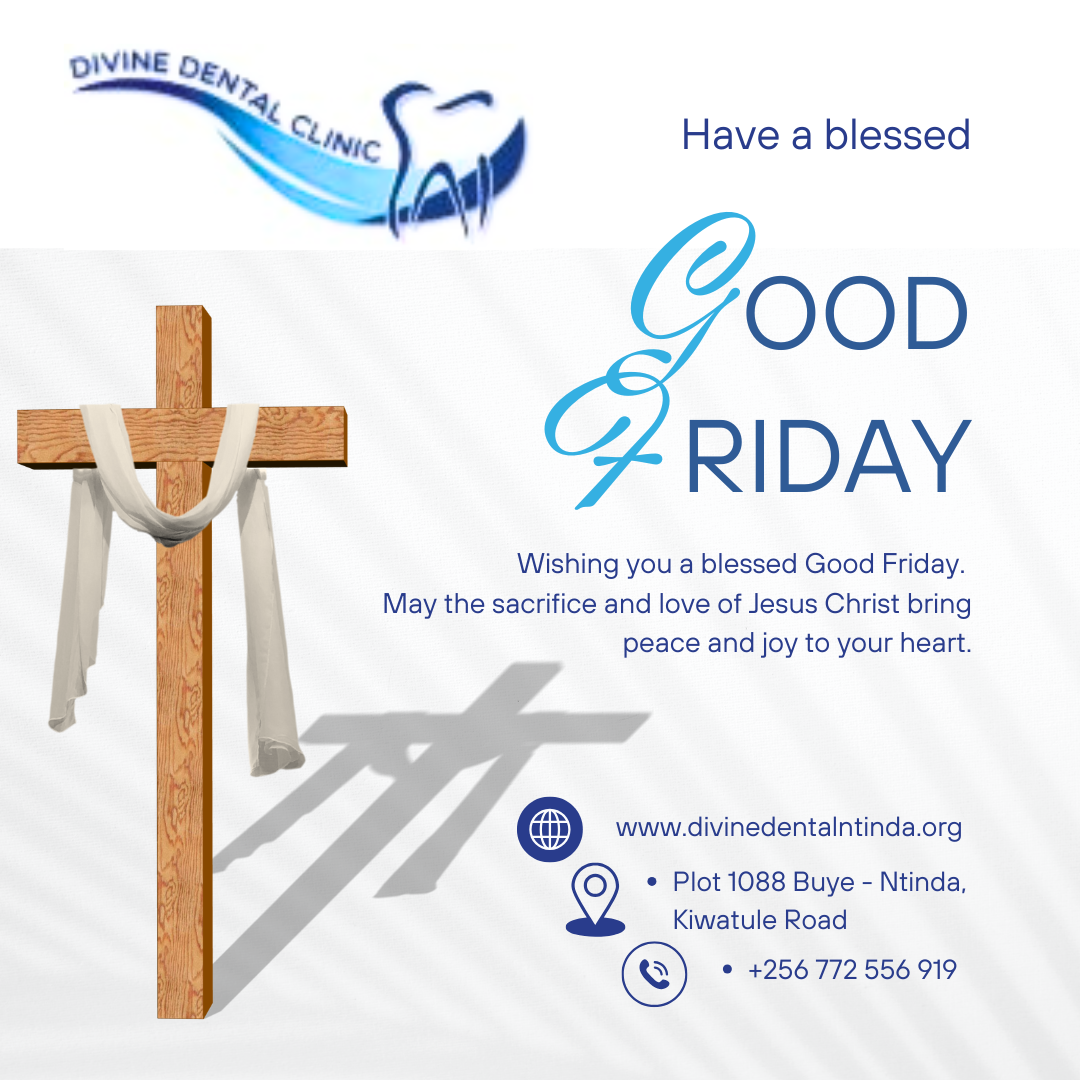 DIVINE DENTAL CLINIC
Have a blessed
GOOD
FRIDAY
Wishing you a blessed Good Friday.
May the sacrifice and love of Jesus Christ bring
peace and joy to your heart.
www.divinedentalntinda.org
• Plot 1088 Buye - Ntinda,
Kiwatule Road
• +256 772 556 919